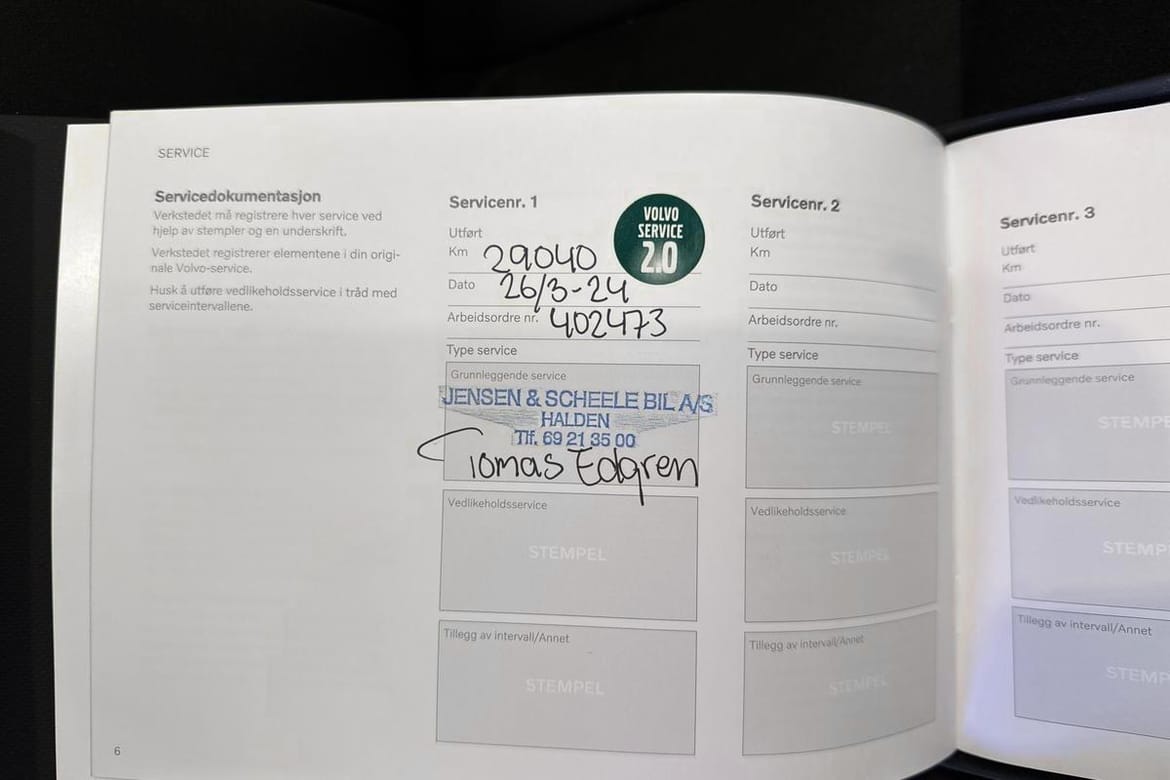 SERVICE
Servicedokumentasjon
Verkstedet må registrere hver service ved
hjelp av stempler og en underskrift.
Verkstedet registrerer elementene i din origi-
nale Volvo-service.
Husk å utføre vedlikeholdsservice i tråd med
serviceintervallene.
6
Servicenr. 1
VOLVO
SERVICE
2.0
Utført
Km 29040
Dato 26/3-24
Arbeidsordre nr. 402473
Type service
Grunnleggende service
JENSEN & SCHEELE BIL A/S
HALDEN
Tlf. 69 21 35 00
Tomas Edgren
Vedlikeholdsservice
STEMPEL
Tillegg av intervall/Annet
STEMPEL
Servicenr. 2
Utført
Km
Dato
Arbeidsordre nr.
Type service
Grunnleggende service
STEMPEL
Vedlikeholdsservice
STEMPEL
Tillegg av intervall/Annet
STEMPEL
Servicenr. 3
Utført
Km
Dato
Arbeidsordre nr.
Type service
Grunnleggende service
STEMPE
Vedlikeholdsservice
STEMP
Tillegg av intervall/Annet
STEMP